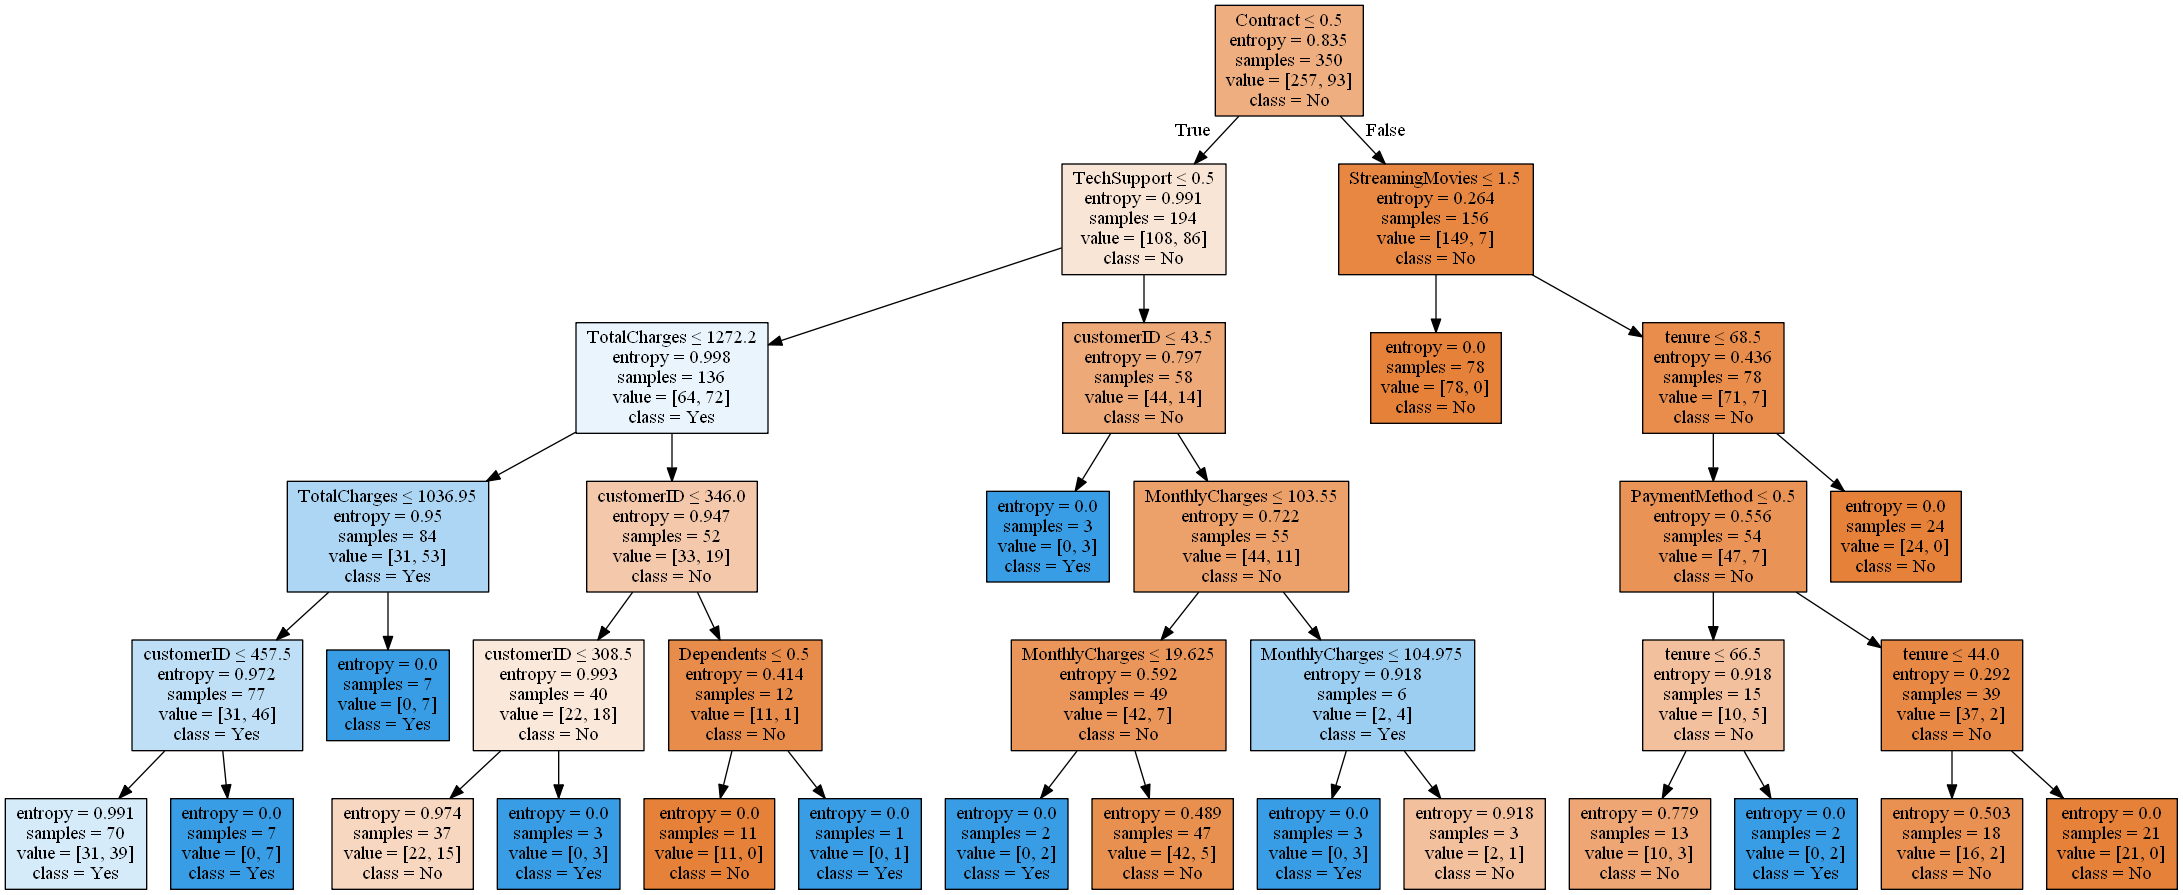 Contract ≤ 0.5
entropy = 0.835
samples = 350
value = [257, 93]
class = No
True
False
TechSupport ≤ 0.5
entropy = 0.991
samples = 194
value = [108, 86]
class = No
StreamingMovies ≤ 1.5
entropy = 0.264
samples = 156
value = [149, 7]
class = No
TotalCharges ≤ 1272.2
entropy = 0.998
samples = 136
value = [64, 72]
class = Yes
customerID ≤ 43.5
entropy = 0.797
samples = 58
value = [44, 14]
class = No
entropy = 0.0
samples = 78
value = [78, 0]
class = No
tenure ≤ 68.5
entropy = 0.436
samples = 78
value = [71, 7]
class = No
TotalCharges ≤ 1036.95
entropy = 0.95
samples = 84
value = [31, 53]
class = Yes
customerID ≤ 346.0
entropy = 0.947
samples = 52
value = [33, 19]
class = No
entropy = 0.0
samples = 3
value = [0, 3]
class = Yes
MonthlyCharges ≤ 103.55
entropy = 0.722
samples = 55
value = [44, 11]
class = No
PaymentMethod ≤ 0.5
entropy = 0.556
samples = 54
value = [47, 7]
class = No
entropy = 0.0
samples = 24
value = [24, 0]
class = No
customerID ≤ 457.5
entropy = 0.972
samples = 77
value = [31, 46]
class = Yes
entropy = 0.0
samples = 7
value = [0, 7]
class = Yes
customerID ≤ 308.5
entropy = 0.993
samples = 40
value = [22, 18]
class = No
Dependents ≤ 0.5
entropy = 0.414
samples = 12
value = [11, 1]
class = No
MonthlyCharges ≤ 19.625
entropy = 0.592
samples = 49
value = [42, 7]
class = No
MonthlyCharges ≤ 104.975
entropy = 0.918
samples = 6
value = [2, 4]
class = Yes
tenure ≤ 66.5
entropy = 0.918
samples = 15
value = [10, 5]
class = No
tenure ≤ 44.0
entropy = 0.292
samples = 39
value = [37, 2]
class = No
entropy = 0.991
samples = 70
value = [31, 39]
class = Yes
entropy = 0.0
samples = 7
value = [0, 7]
class = Yes
entropy = 0.974
samples = 37
value = [22, 15]
class = No
entropy = 0.0
samples = 3
value = [0, 3]
class = Yes
entropy = 0.0
samples = 11
value = [11, 0]
class = No
entropy = 0.0
samples = 1
value = [0, 1]
class = Yes
entropy = 0.0
samples = 2
value = [0, 2]
class = Yes
entropy = 0.489
samples = 47
value = [42, 5]
class = No
entropy = 0.0
samples = 3
value = [0, 3]
class = Yes
entropy = 0.918
samples = 3
value = [2, 1]
class = No
entropy = 0.779
samples = 13
value = [10, 3]
class = No
entropy = 0.0
samples = 2
value = [0, 2]
class = Yes
entropy = 0.503
samples = 18
value = [16, 2]
class = No
entropy = 0.0
samples = 21
value = [21, 0]
class = No